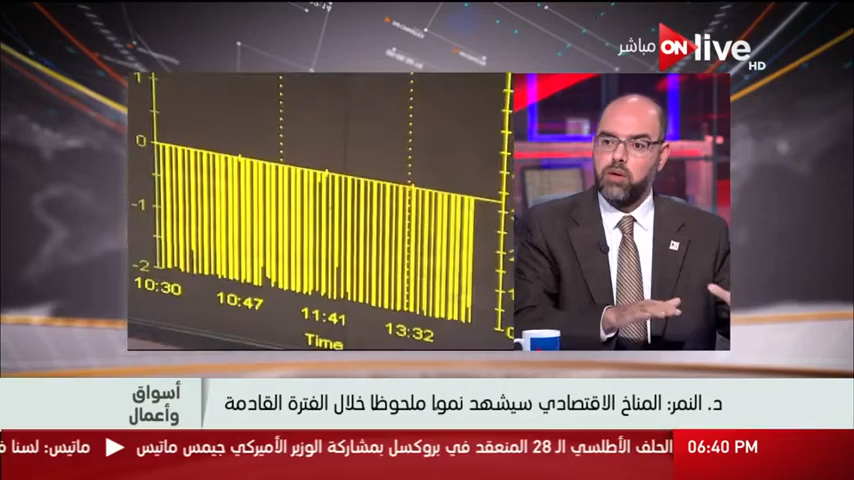 مباشر ON live
HD
1
0
-1
-2
10:30 10:47 11:41 13:32
Time
د. النمر: المناخ الاقتصادي سيشهد نموا ملحوظا خلال الفترة القادمة
أسواق
وأعمال
06:40 PM
الحلف الأطلسي الـ 28 المنعقد في بروكسل بمشاركة الوزير الأميركي جيمس ماتيس ماتيس: لسنا ف